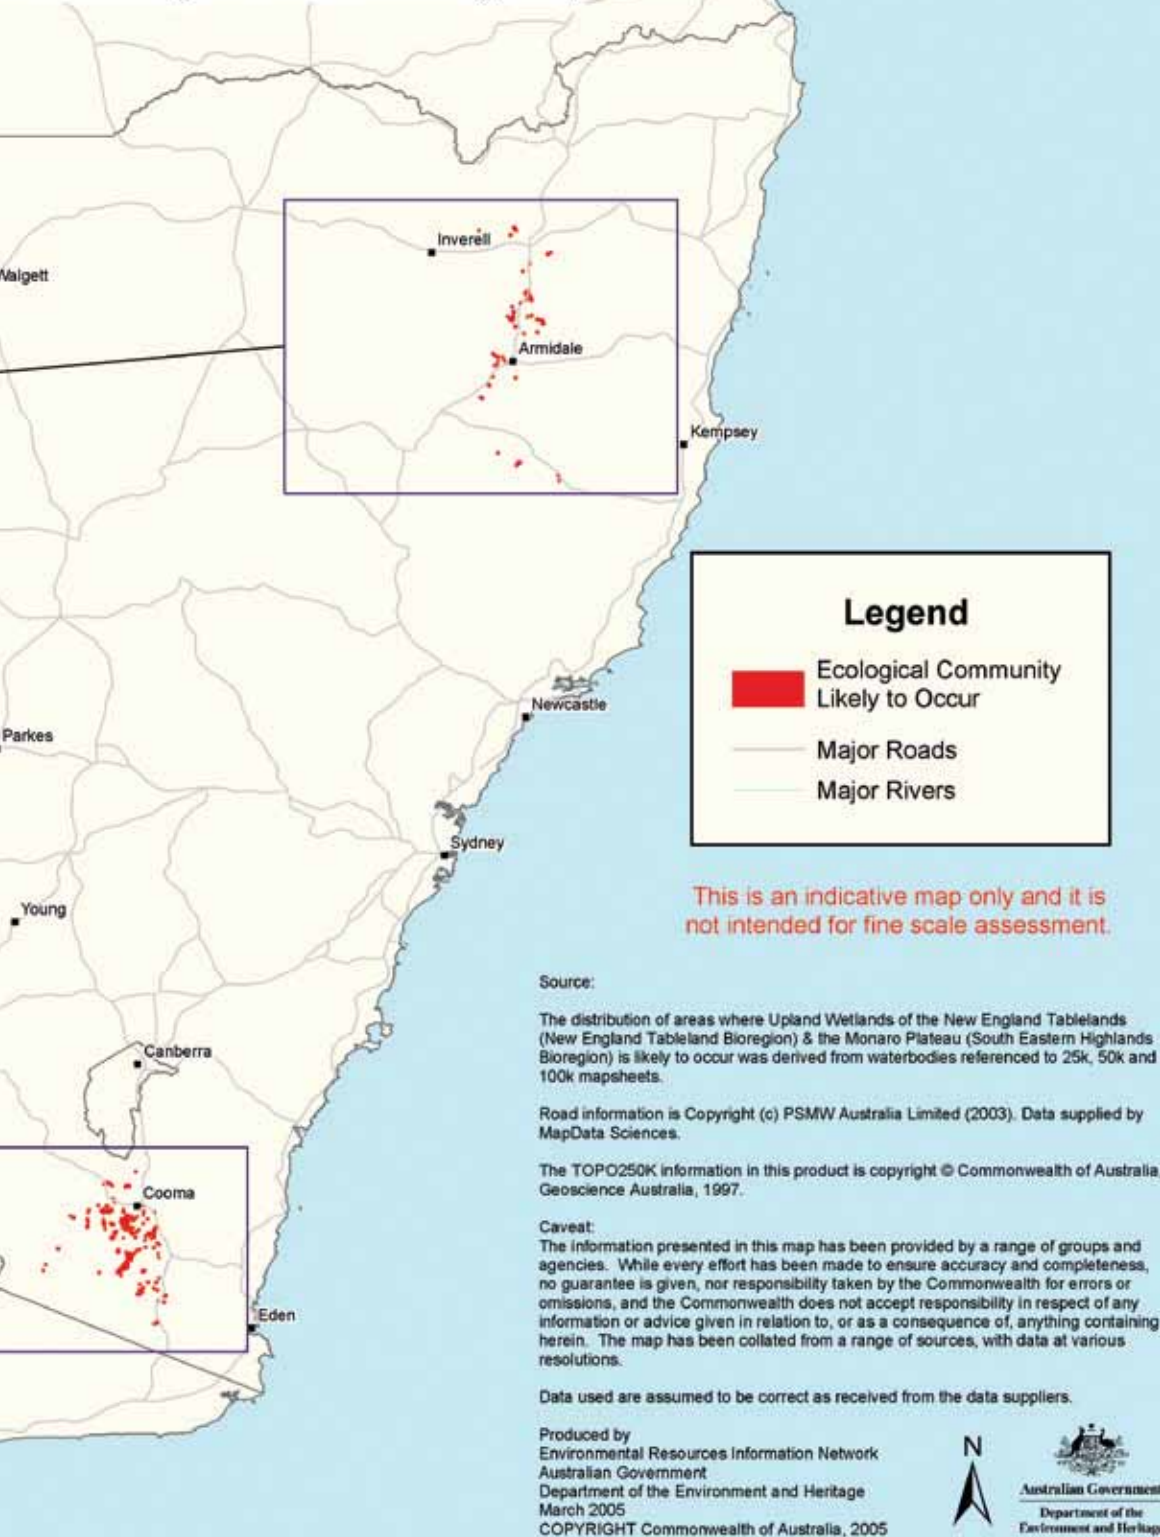 Inverell
Walgett
Armidale
Kempsey
Legend
Ecological Community
Likely to Occur
Major Roads
Major Rivers
Newcastle
Parkes
Sydney
Young
Canberra
Cooma
Eden
This is an indicative map only and it is
not intended for fine scale assessment.
Source:
The distribution of areas where Upland Wetlands of the New England Tablelands
(New England Tableland Bioregion) & the Monaro Plateau (South Eastern Highlands
Bioregion) is likely to occur was derived from waterbodies referenced to 25k, 50k and
100k mapsheets.
Road information is Copyright (c) PSMW Australia Limited (2003). Data supplied by
MapData Sciences.
The TOPO250K information in this product is copyright © Commonwealth of Australia,
Geoscience Australia, 1997.
Caveat:
The information presented in this map has been provided by a range of groups and
agencies. While every effort has been made to ensure accuracy and completeness,
no guarantee is given, nor responsibility taken by the Commonwealth for errors or
omissions, and the Commonwealth does not accept responsibility in respect of any
information or advice given in relation to, or as a consequence of, anything containing
herein. The map has been collated from a range of sources, with data at various
resolutions.
Data used are assumed to be correct as received from the data suppliers.
Produced by
Environmental Resources Information Network
Australian Government
Department of the Environment and Heritage
March 2005
COPYRIGHT Commonwealth of Australia, 2005
N
Australian Government
Department of the
Environment and Heritage